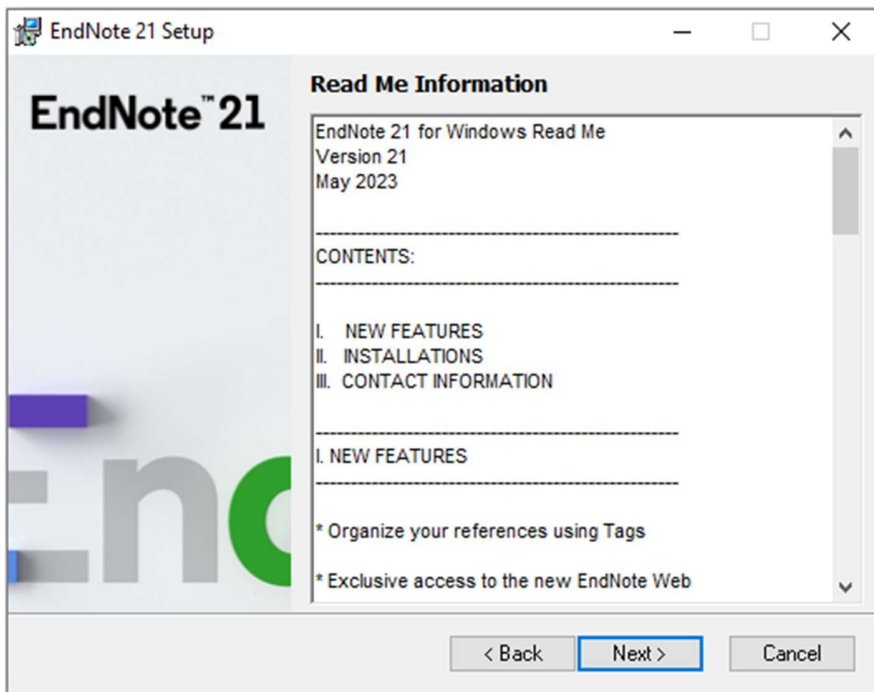 EndNote 21 Setup
EndNote™21
Read Me Information
EndNote 21 for Windows Read Me
Version 21
May 2023
-------------------------------------------------------------
CONTENTS:
-------------------------------------------------------------
I. NEW FEATURES
II. INSTALLATIONS
III. CONTACT INFORMATION
-------------------------------------------------------------
I. NEW FEATURES
-------------------------------------------------------------
* Organize your references using Tags
* Exclusive access to the new EndNote Web
End
< Back Next > Cancel